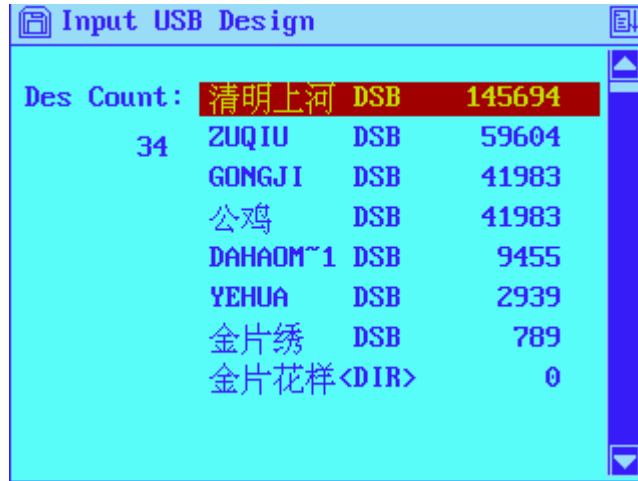 Input USB Design
Des Count: 清明上河 DSB 145694
34 ZUQIU DSB 59604
GONGJI DSB 41983
公鸡 DSB 41983
DAHAOM~1 DSB 9455
YEHUA DSB 2939
金片绣 DSB 789
金片花样<DIR> 0